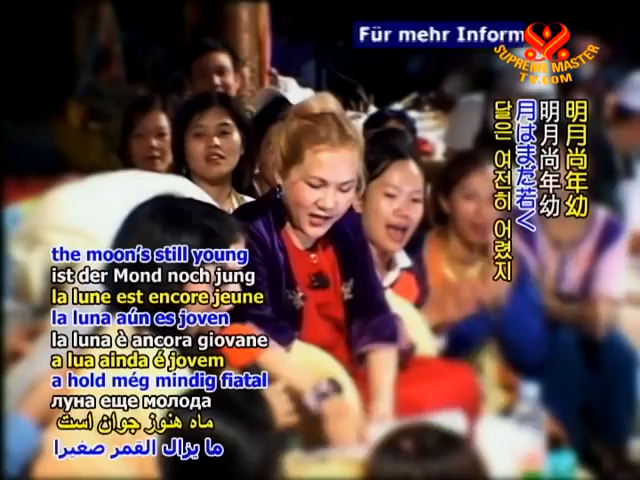 Für mehr Inform
SUPREME MASTER
TV.COM
明月尚年幼
明月尚年幼
月はまだ若く
달은 여전히 어렸지
the moon's still young
ist der Mond noch jung
la lune est encore jeune
la luna aún es joven
la luna è ancora giovane
a lua ainda é jovem
a hold még mindig fiatal
луна еще молода
ماه هنوز جوان است
ما يزال القمر صغيرا